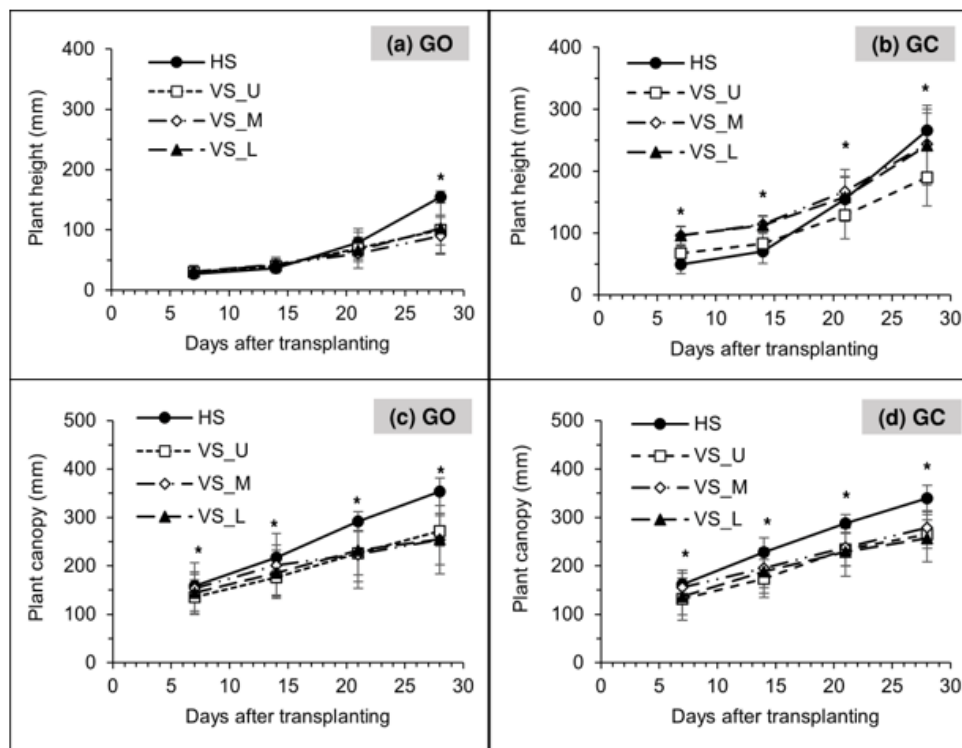 (a) GO
400
300
200
100
0
Plant height (mm)
HS
VS_U
VS_M
VS_L
*
0 5 10 15 20 25 30
Days after transplanting
(b) GC
400
300
200
100
0
Plant height (mm)
HS
VS_U
VS_M
VS_L
* * * *
0 5 10 15 20 25 30
Days after transplanting
(c) GO
500
400
300
200
100
0
Plant canopy (mm)
HS
VS_U
VS_M
VS_L
* * * *
0 5 10 15 20 25 30
Days after transplanting
(d) GC
500
400
300
200
100
0
Plant canopy (mm)
HS
VS_U
VS_M
VS_L
* * * *
0 5 10 15 20 25 30
Days after transplanting